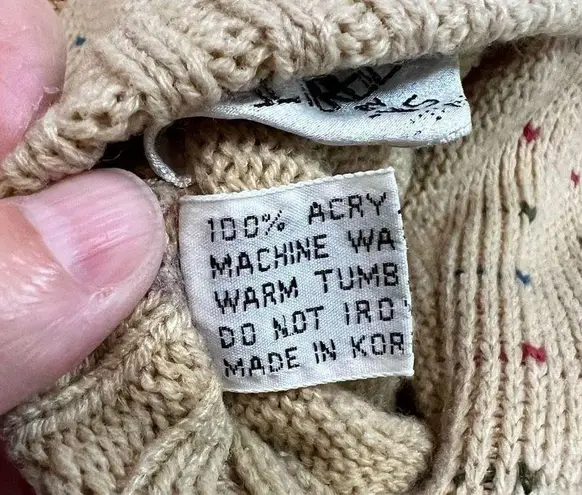 100% ACRY
MACHINE WA
WARM TUMB
DO NOT IRO
MADE IN KOR